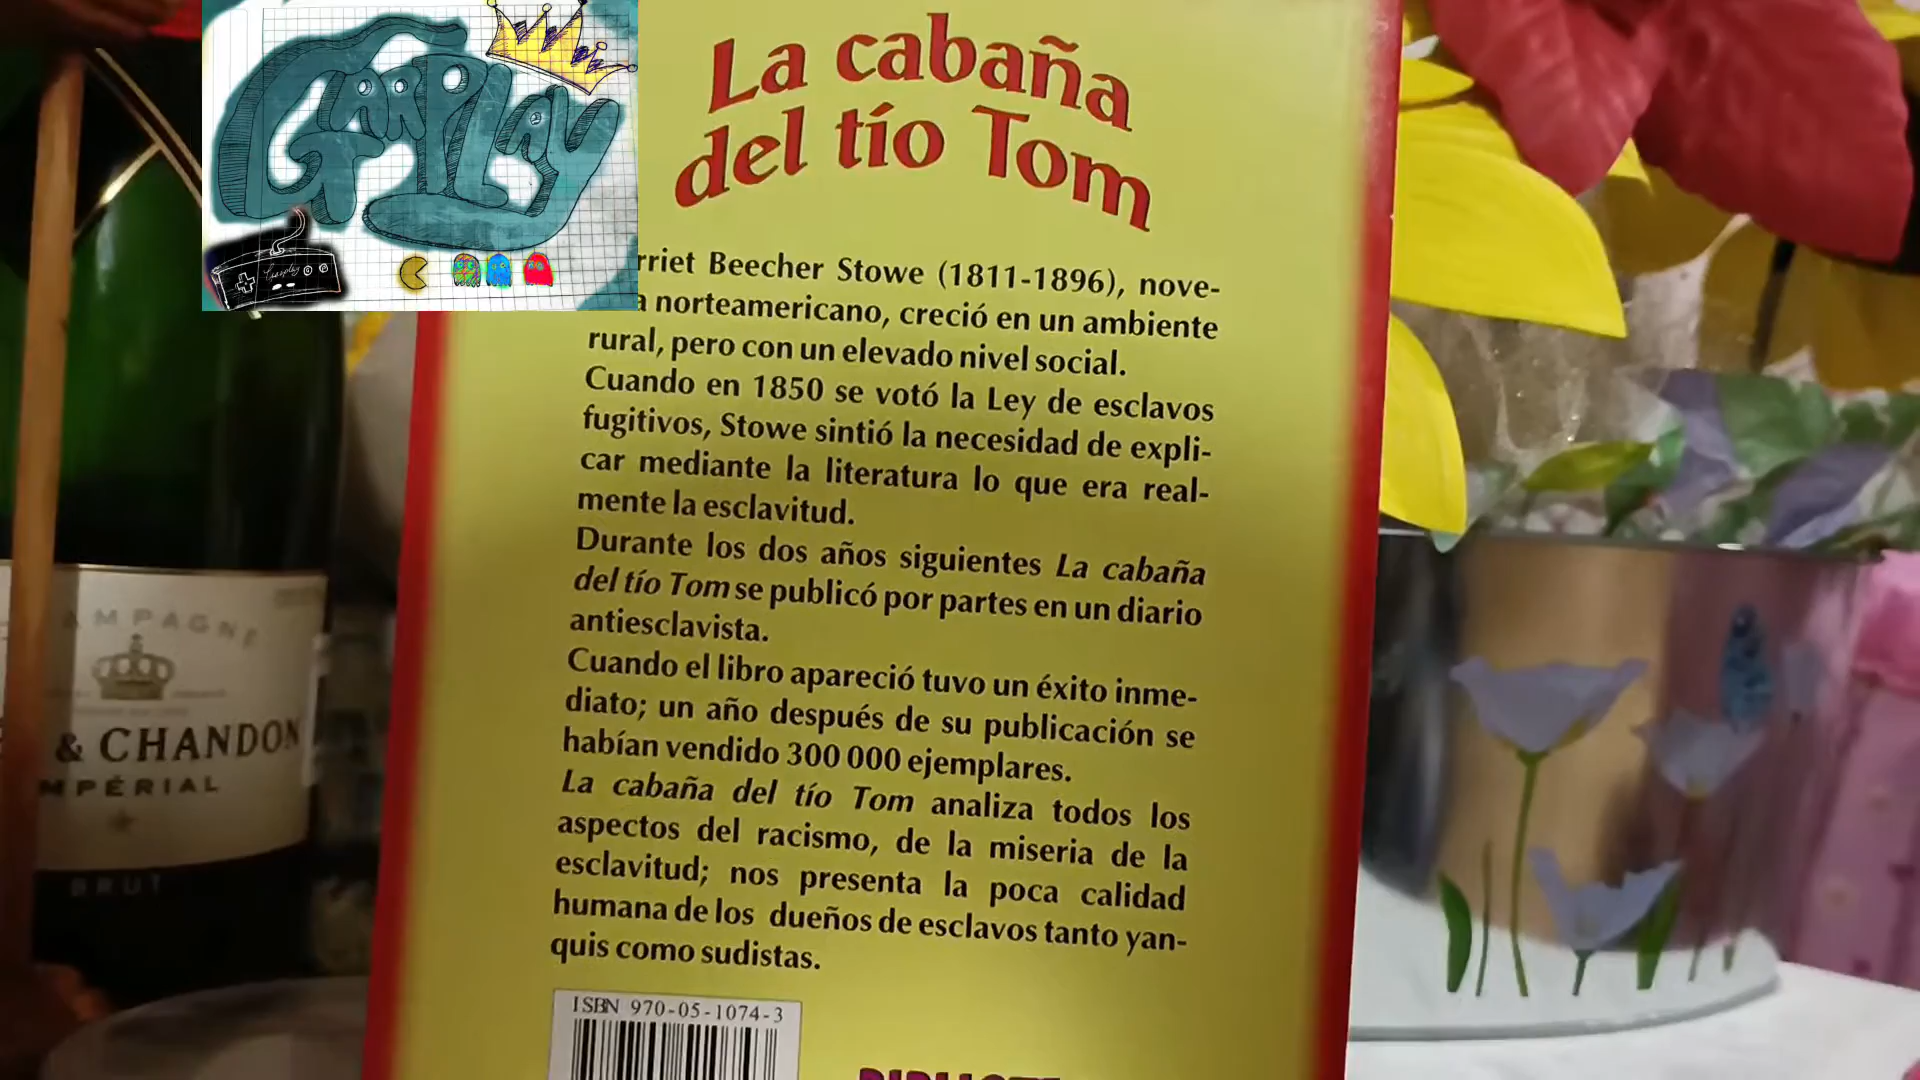 GARPLAY
Garplay
La cabaña
del tío Tom
rriet Beecher Stowe (1811-1896), nove-
a norteamericano, creció en un ambiente
rural, pero con un elevado nivel social.
Cuando en 1850 se votó la Ley de esclavos
fugitivos, Stowe sintió la necesidad de expli-
car mediante la literatura lo que era real-
mente la esclavitud.
Durante los dos años siguientes La cabaña
del tío Tom se publicó por partes en un diario
antiesclavista.
Cuando el libro apareció tuvo un éxito inme-
diato; un año después de su publicación se
habían vendido 300 000 ejemplares.
La cabaña del tío Tom analiza todos los
aspectos del racismo, de la miseria de la
esclavitud; nos presenta la poca calidad
humana de los dueños de esclavos tanto yan-
quis como sudistas.
ISBN 970-05-1074-3
AMPAGNE
& CHANDON
MPÉRIAL
BRUT